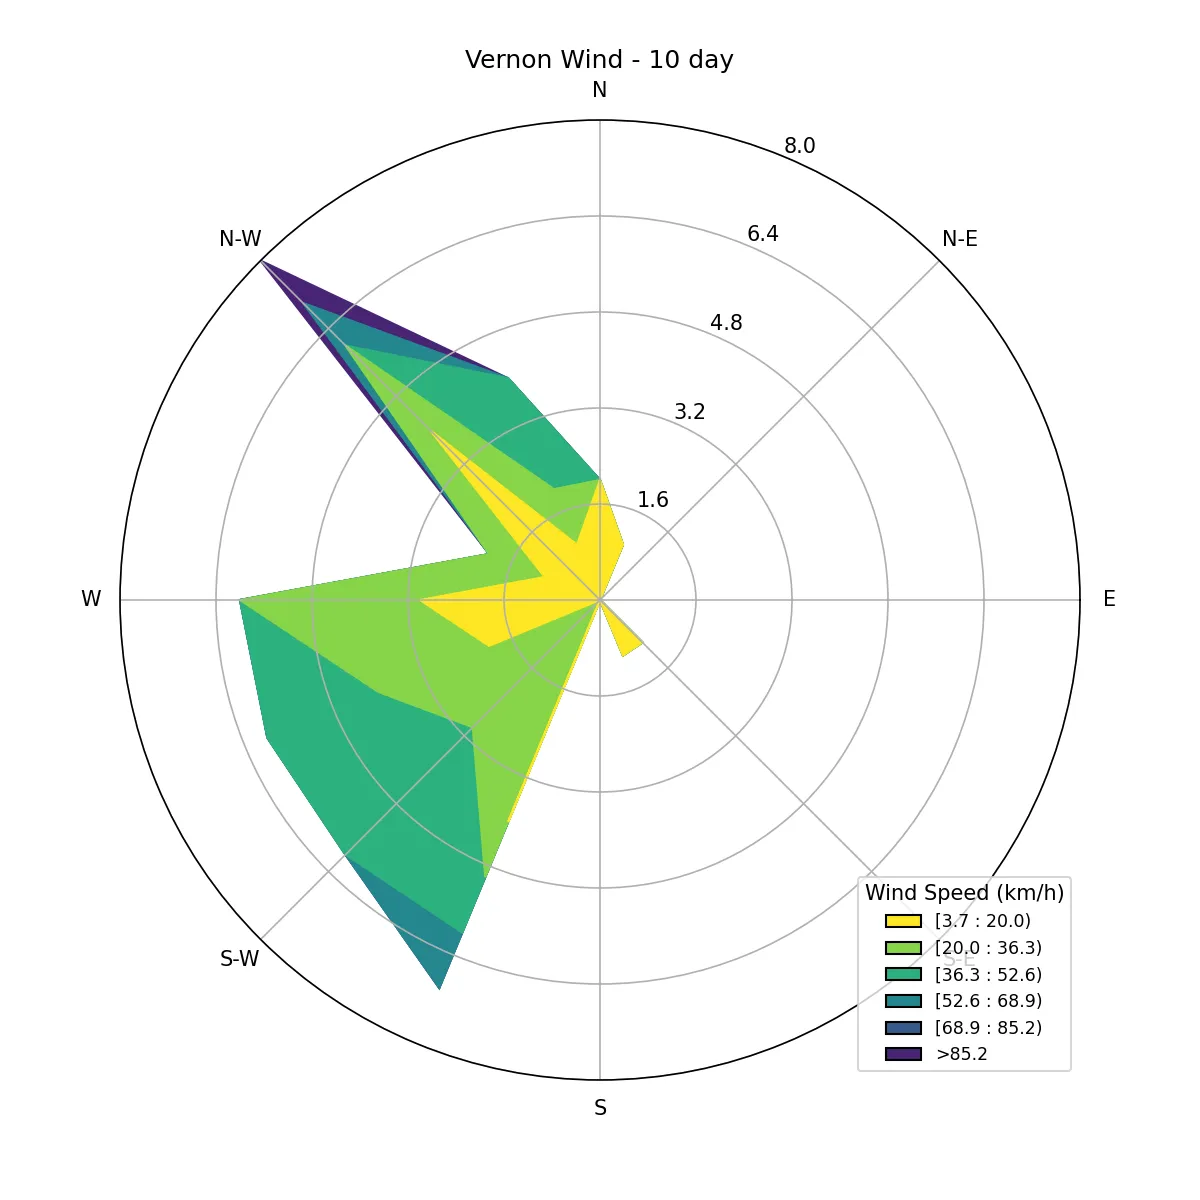 Vernon Wind - 10 day
N
8.0
N-W
6.4
N-E
4.8
3.2
1.6
W
E
Wind Speed (km/h)
[3.7 : 20.0)
[20.0 : 36.3)
S-W
S-E
[36.3 : 52.6)
[52.6 : 68.9)
[68.9 : 85.2)
>85.2
S